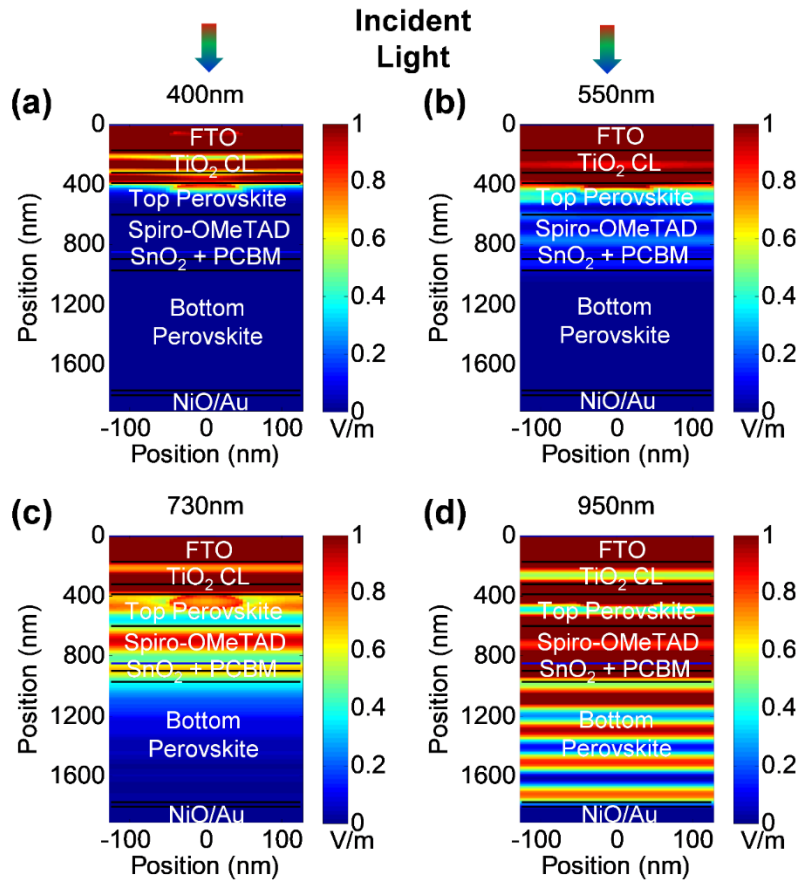 Incident
Light
(a)
400nm
0
400
800
1200
1600
Position (nm)
FTO
TiO₂ CL
Top Perovskite
Spiro-OMeTAD
SnO₂ + PCBM
Bottom
Perovskite
NiO/Au
-100 0 100
Position (nm)
1
0.8
0.6
0.4
0.2
0
V/m
(b)
550nm
0
400
800
1200
1600
Position (nm)
FTO
TiO₂ CL
Top Perovskite
Spiro-OMeTAD
SnO₂ + PCBM
Bottom
Perovskite
NiO/Au
-100 0 100
Position (nm)
1
0.8
0.6
0.4
0.2
0
V/m
(c)
730nm
0
400
800
1200
1600
Position (nm)
FTO
TiO₂ CL
Top Perovskite
Spiro-OMeTAD
SnO₂ + PCBM
Bottom
Perovskite
NiO/Au
-100 0 100
Position (nm)
1
0.8
0.6
0.4
0.2
0
V/m
(d)
950nm
0
400
800
1200
1600
Position (nm)
FTO
TiO₂ CL
Top Perovskite
Spiro-OMeTAD
SnO₂ + PCBM
Bottom
Perovskite
NiO/Au
-100 0 100
Position (nm)
1
0.8
0.6
0.4
0.2
0
V/m